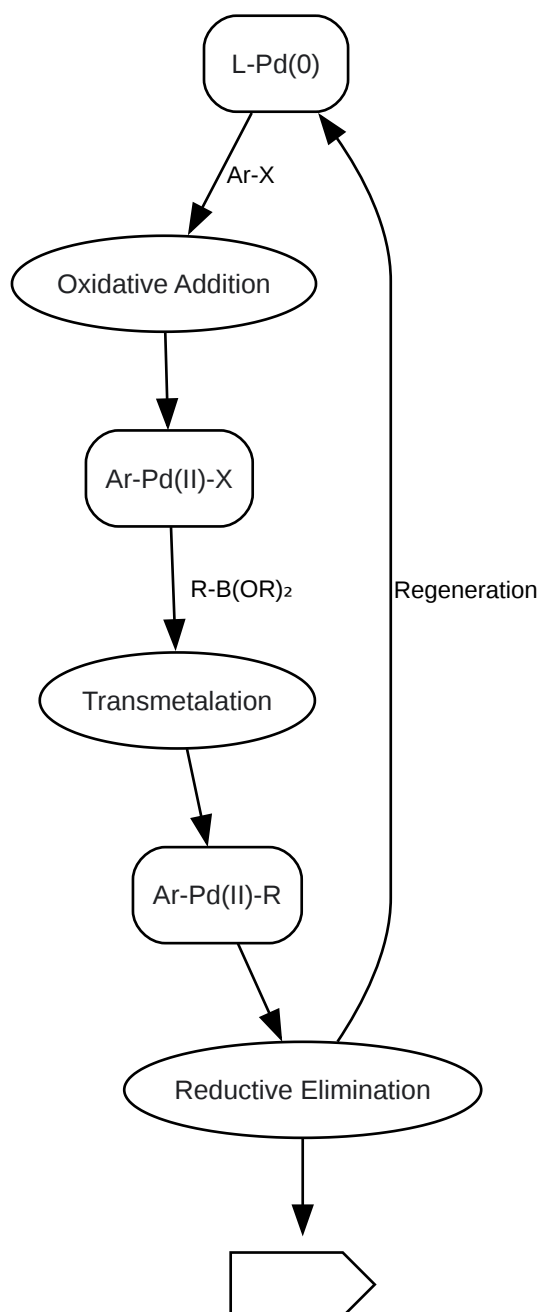 L-Pd(0)
Ar-X
Oxidative Addition
Ar-Pd(II)-X
R-B(OR)₂
Regeneration
Transmetalation
Ar-Pd(II)-R
Reductive Elimination